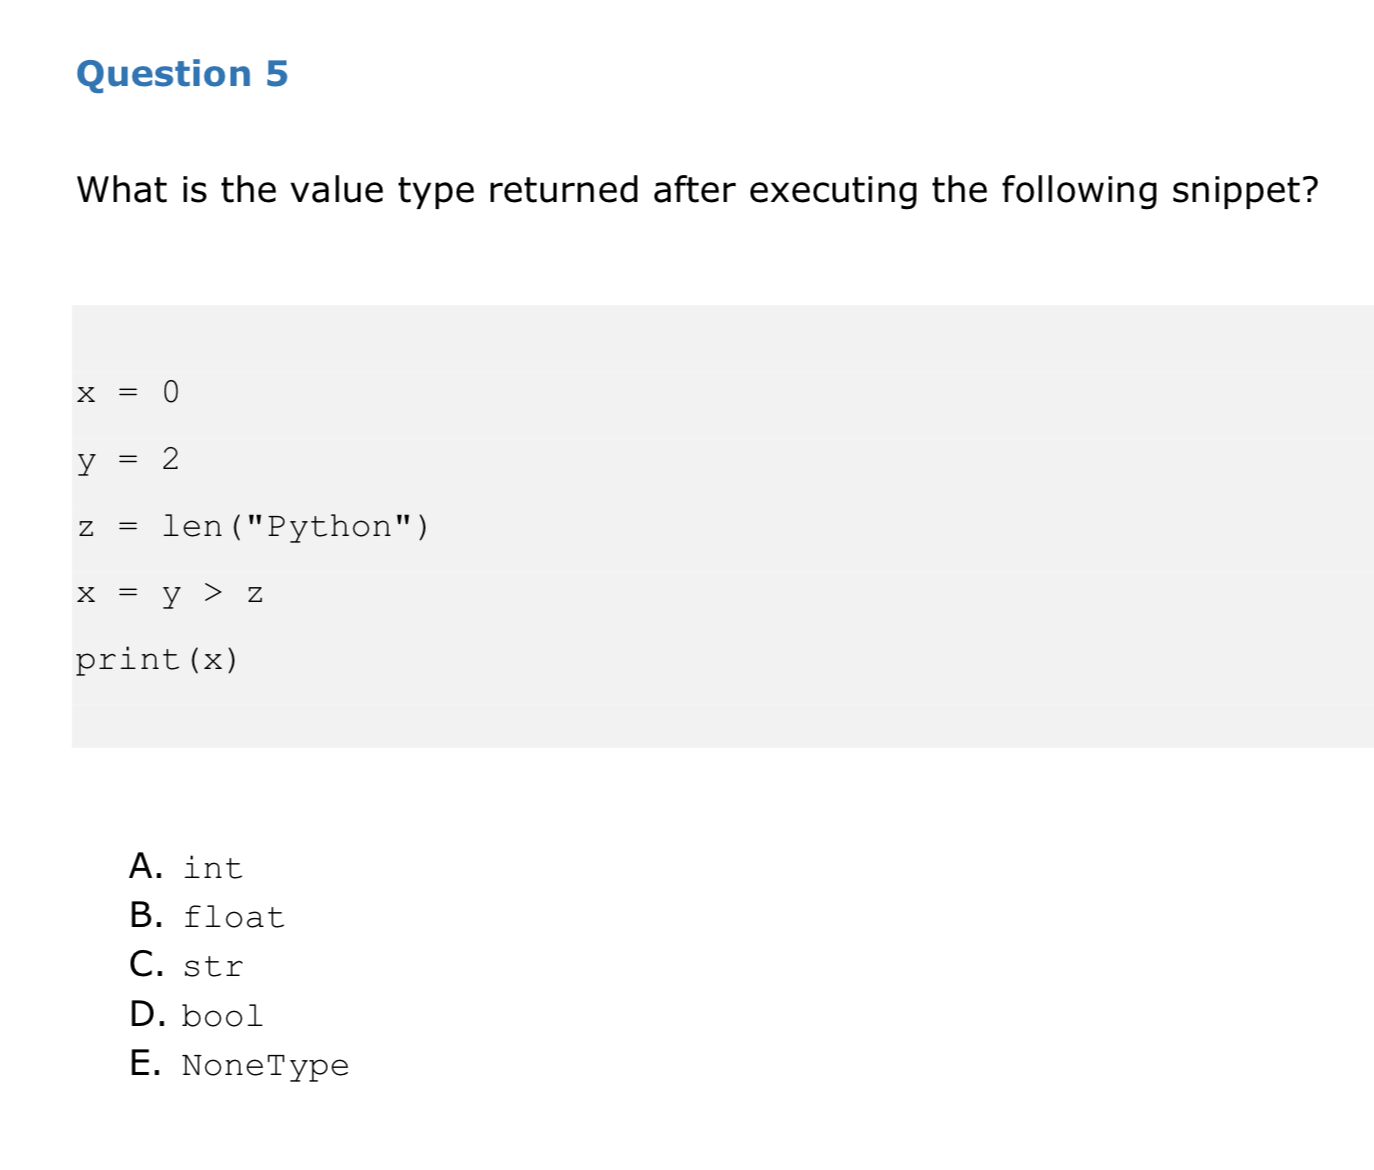 Question 5
What is the value type returned after executing the following snippet?
x = 0
y = 2
z = len("Python")
x = y > z
print(x)
A. int
B. float
C. str
D. bool
E. NoneType